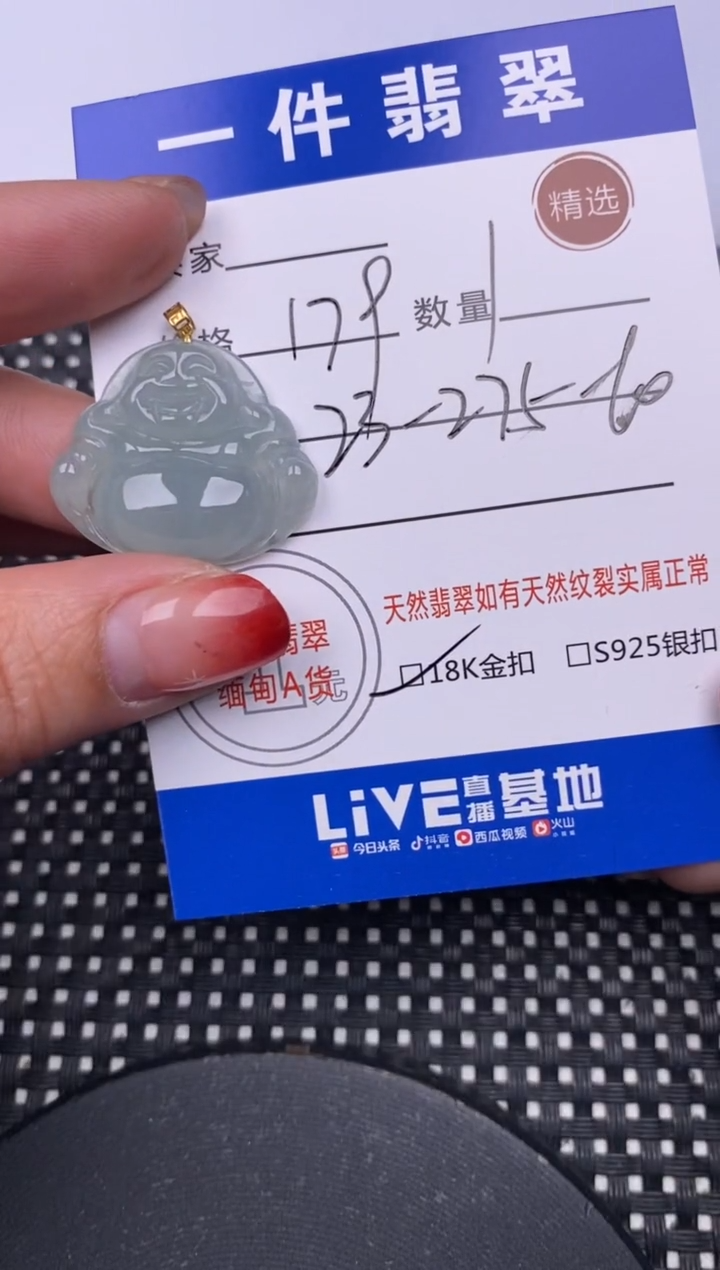 一件翡翠
精选
家
格 179 数量 1
23-275-60
天然翡翠如有天然纹裂实属正常
翡翠
缅甸A货
18K金扣 S925银扣
LiVE直播基地
今日头条 抖音 西瓜视频 火山